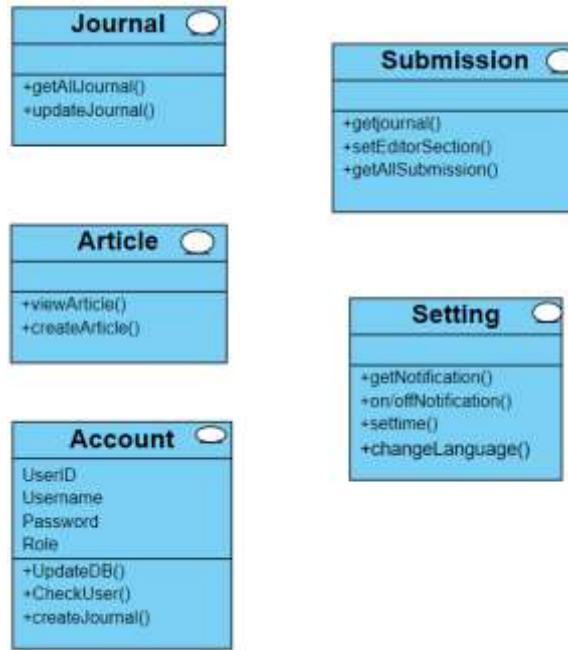 Journal
+getAllJournal()
+updateJournal()
Submission
+getjournal()
+setEditorSection()
+getAllSubmission()
Article
+viewArticle()
+createArticle()
Setting
+getNotification()
+on/offNotification()
+settime()
+changeLanguage()
Account
UserID
Username
Password
Role
+UpdateDB()
+CheckUser()
+createJournal()